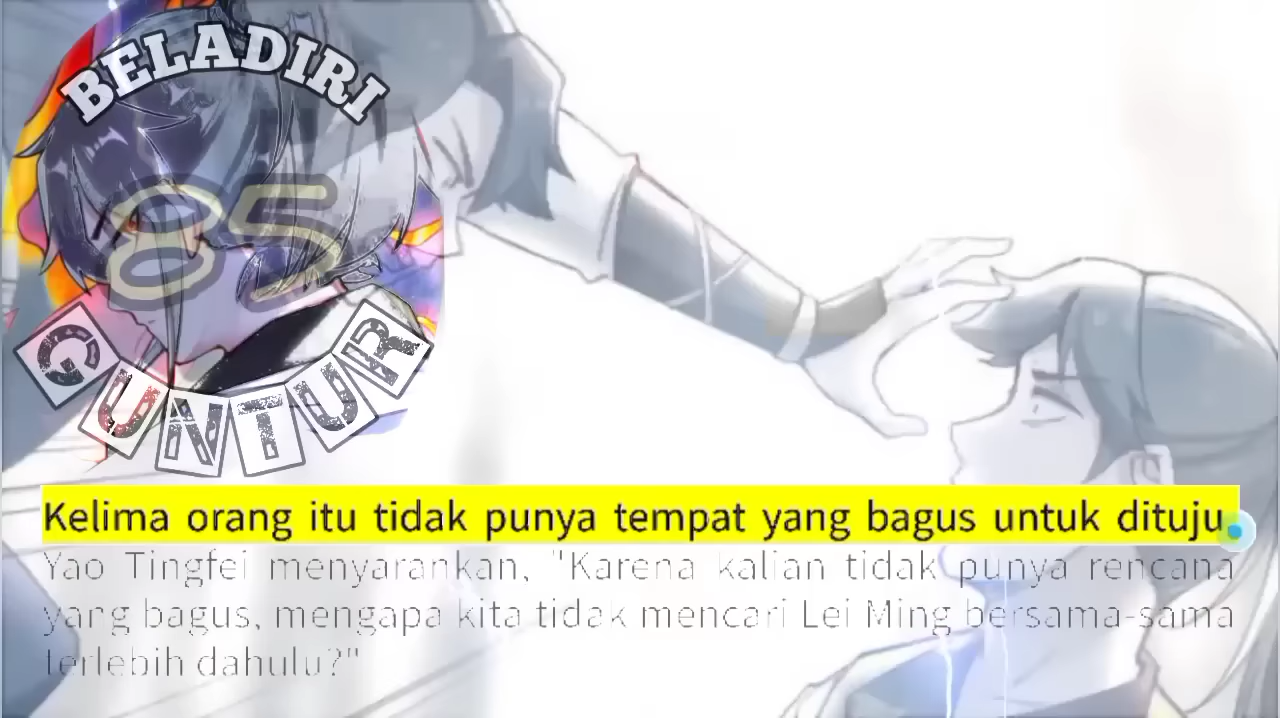 BELADIRI
85
GUNTUR
Kelima orang itu tidak punya tempat yang bagus untuk dituju.
Yao Tingfei menyarankan, "Karena kalian tidak punya rencana
yang bagus, mengapa kita tidak mencari Lei Ming bersama-sama
terlebih dahulu?"